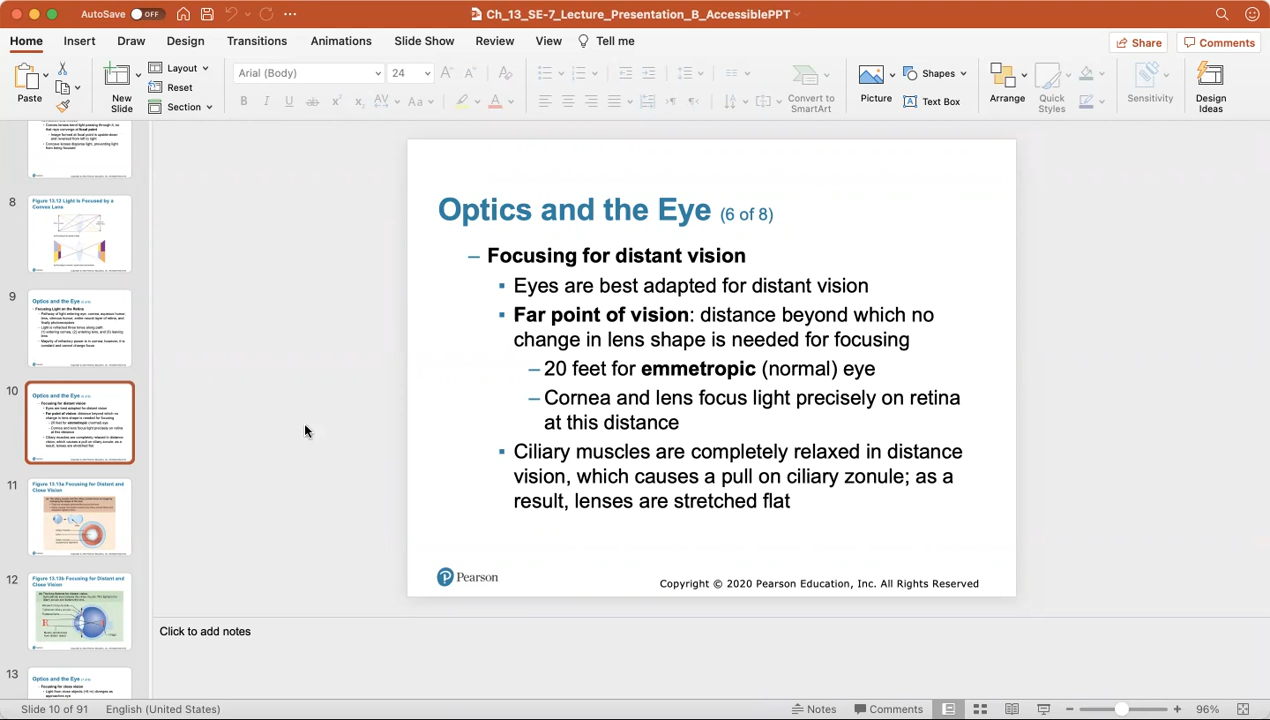 AutoSave OFF
Ch_13_SE-7_Lecture_Presentation_B_AccessiblePPT
Home Insert Draw Design Transitions Animations Slide Show Review View Tell me
Share Comments
Paste
New Slide
Layout
Reset
Section
Arial (Body) 24
Convert to SmartArt
Picture
Shapes
Text Box
Arrange
Quick Styles
Sensitivity
Design Ideas
8
Figure 13.12 Light Is Focused by a
Convex Lens
9
Optics and the Eye
Focusing Light on the Retina
10
Optics and the Eye
Focusing for distant vision
11
Figure 13.13a Focusing for Distant and
Close Vision
12
Figure 13.13b Focusing for Distant and
Close Vision
13
Optics and the Eye
Optics and the Eye (6 of 8)
– Focusing for distant vision
▪ Eyes are best adapted for distant vision
▪ Far point of vision: distance beyond which no
change in lens shape is needed for focusing
– 20 feet for emmetropic (normal) eye
– Cornea and lens focus light precisely on retina
at this distance
▪ Ciliary muscles are completely relaxed in distance
vision, which causes a pull on ciliary zonule; as a
result, lenses are stretched flat
Pearson
Copyright © 2020 Pearson Education, Inc. All Rights Reserved
Click to add notes
Slide 10 of 91 English (United States) Notes Comments 96%